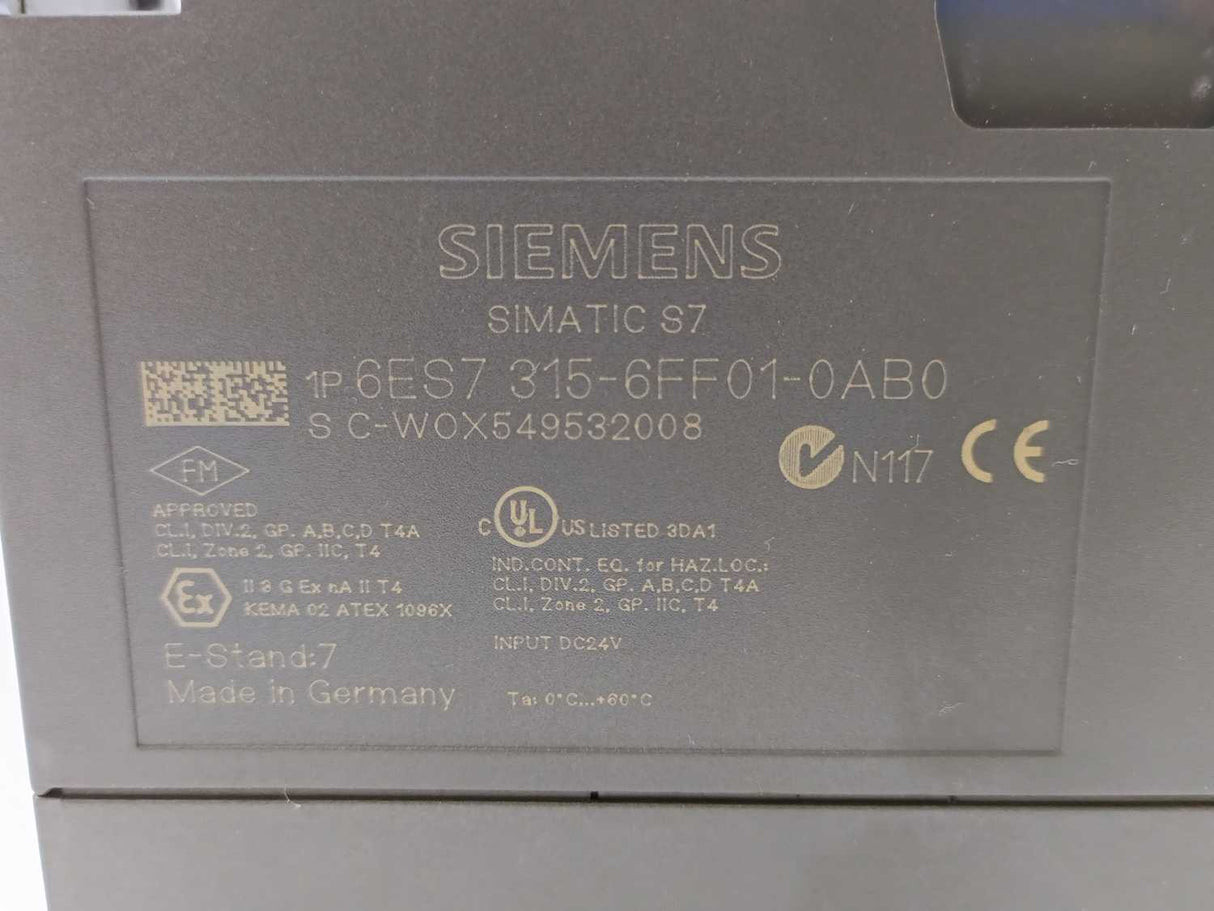 SIEMENS
SIMATIC S7
1P 6ES7 315-6FF01-0AB0
S C-WOX549532008
N117 CE
FM
APPROVED
CL.I, DIV.2, GP. A,B,C,D T4A
CL.I, Zone 2, GP. IIC, T4
C UL US LISTED 3DA1
IND.CONT. EQ. for HAZ.LOC.:
CL.I, DIV.2, GP. A,B,C,D T4A
CL.I, Zone 2, GP. IIC, T4
Ex II 3 G Ex nA II T4
KEMA 02 ATEX 1096X
INPUT DC24V
E-Stand:7
Made in Germany
Ta: 0°C...+60°C